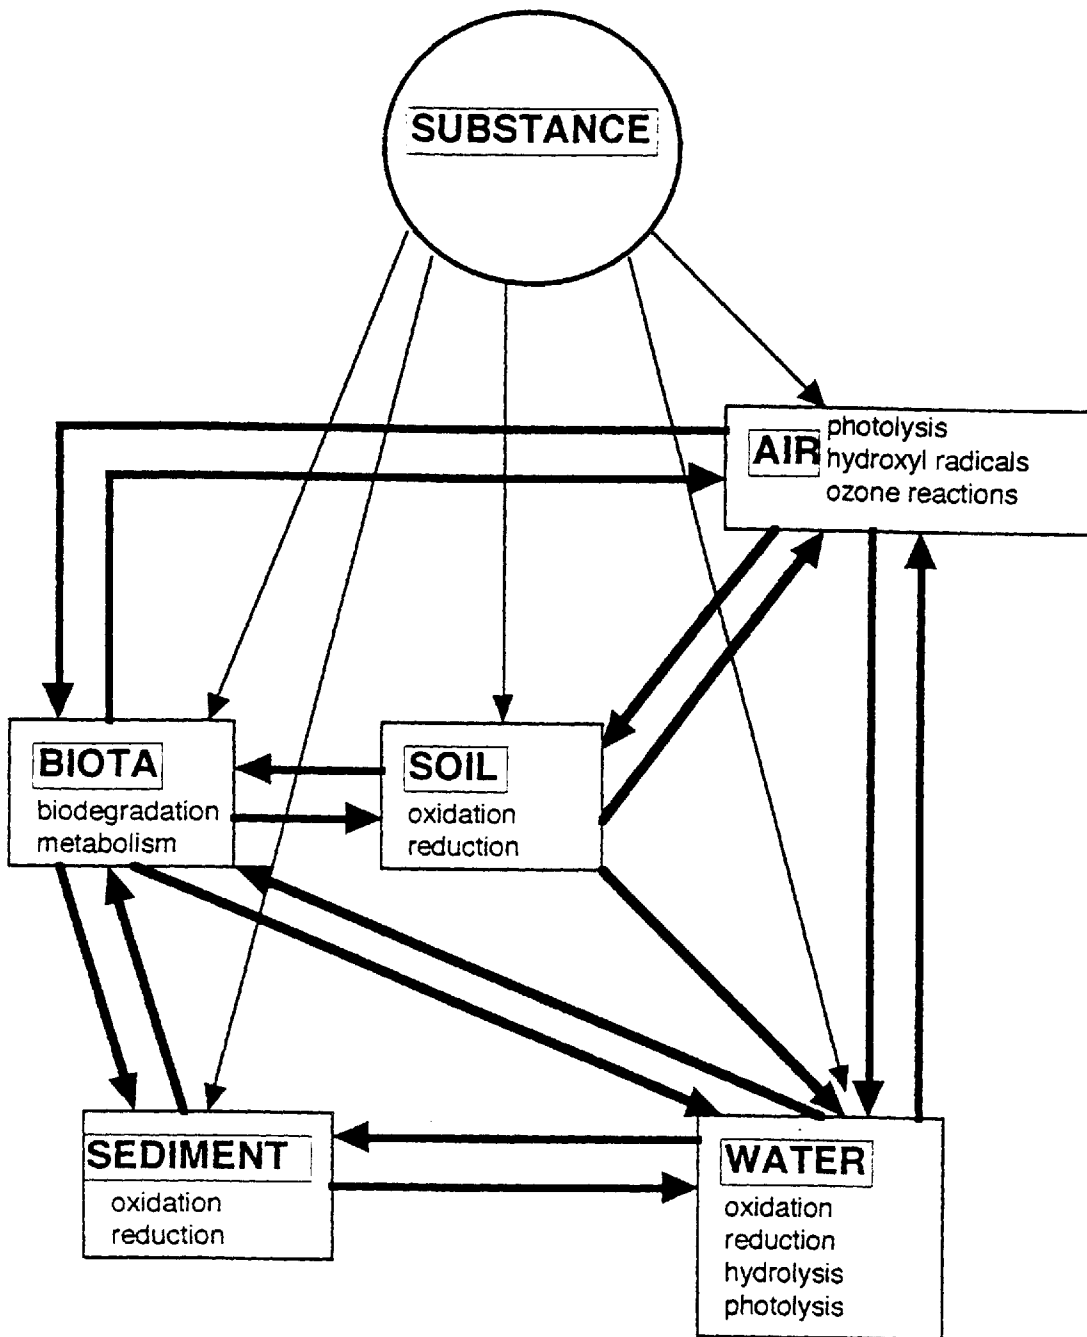 SUBSTANCE
AIR
photolysis
hydroxyl radicals
ozone reactions
BIOTA
biodegradation
metabolism
SOIL
oxidation
reduction
SEDIMENT
oxidation
reduction
WATER
oxidation
reduction
hydrolysis
photolysis